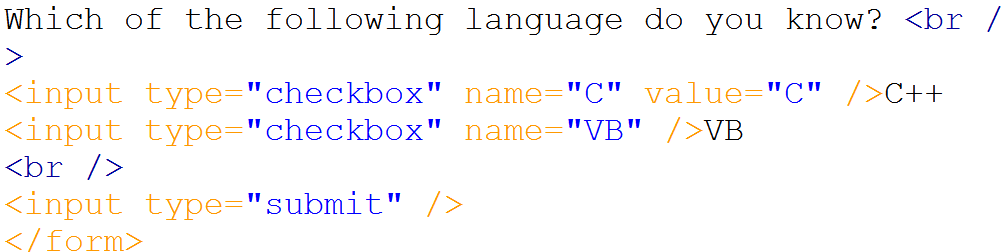 Which of the following language do you know? <br /
>
<input type="checkbox" name="C" value="C" />C++
<input type="checkbox" name="VB" />VB
<br />
<input type="submit" />
</form>